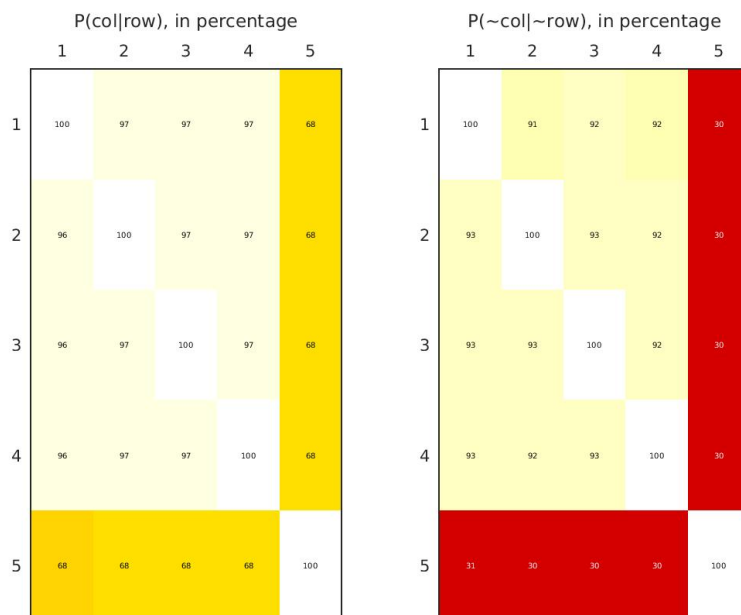 P(col|row), in percentage P(~col|~row), in percentage
1 2 3 4 5 1 2 3 4 5
1 100 97 97 97 68 1 100 91 92 92 30
2 96 100 97 97 68 2 93 100 93 92 30
3 96 97 100 97 68 3 93 93 100 92 30
4 96 97 97 100 68 4 93 92 93 100 30
5 68 68 68 68 100 5 31 30 30 30 100